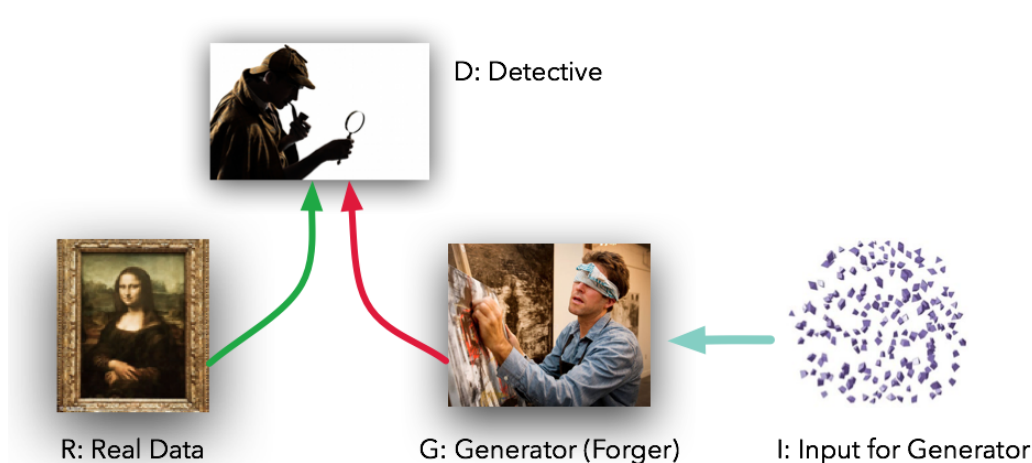 D: Detective
R: Real Data
G: Generator (Forger)
I: Input for Generator